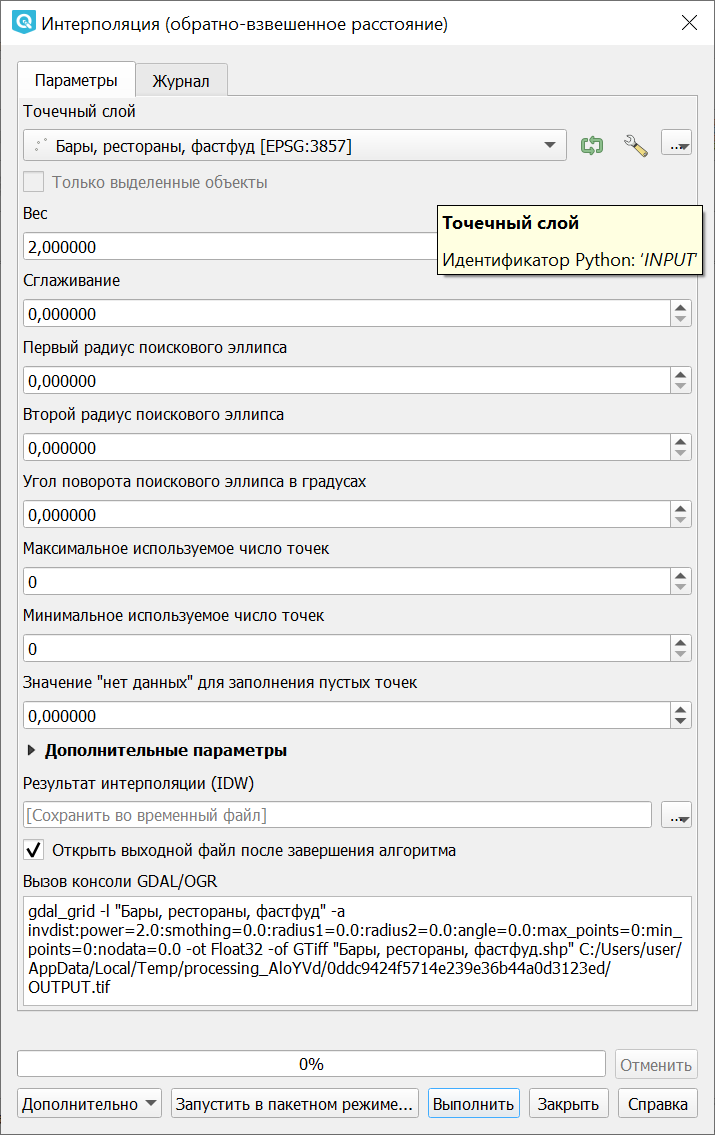 Интерполяция (обратно-взвешенное расстояние)
Параметры
Журнал
Точечный слой
Бары, рестораны, фастфуд [EPSG:3857]
...
Только выделенные объекты
Вес
Точечный слой
Идентификатор Python: ‘INPUT’
2,000000
Сглаживание
0,000000
Первый радиус поискового эллипса
0,000000
Второй радиус поискового эллипса
0,000000
Угол поворота поискового эллипса в градусах
0,000000
Максимальное используемое число точек
0
Минимальное используемое число точек
0
Значение "нет данных" для заполнения пустых точек
0,000000
Дополнительные параметры
Результат интерполяции (IDW)
[Сохранить во временный файл]
...
Открыть выходной файл после завершения алгоритма
Вызов консоли GDAL/OGR
gdal_grid -l "Бары, рестораны, фастфуд" -a
invdist:power=2.0:smothing=0.0:radius1=0.0:radius2=0.0:angle=0.0:max_points=0:min_
points=0:nodata=0.0 -ot Float32 -of GTiff "Бары, рестораны, фастфуд.shp" C:/Users/user/
AppData/Local/Temp/processing_AloYVd/0ddc9424f5714e239e36b44a0d3123ed/
OUTPUT.tif
0%
Отменить
Дополнительно
Запустить в пакетном режиме...
Выполнить
Закрыть
Справка